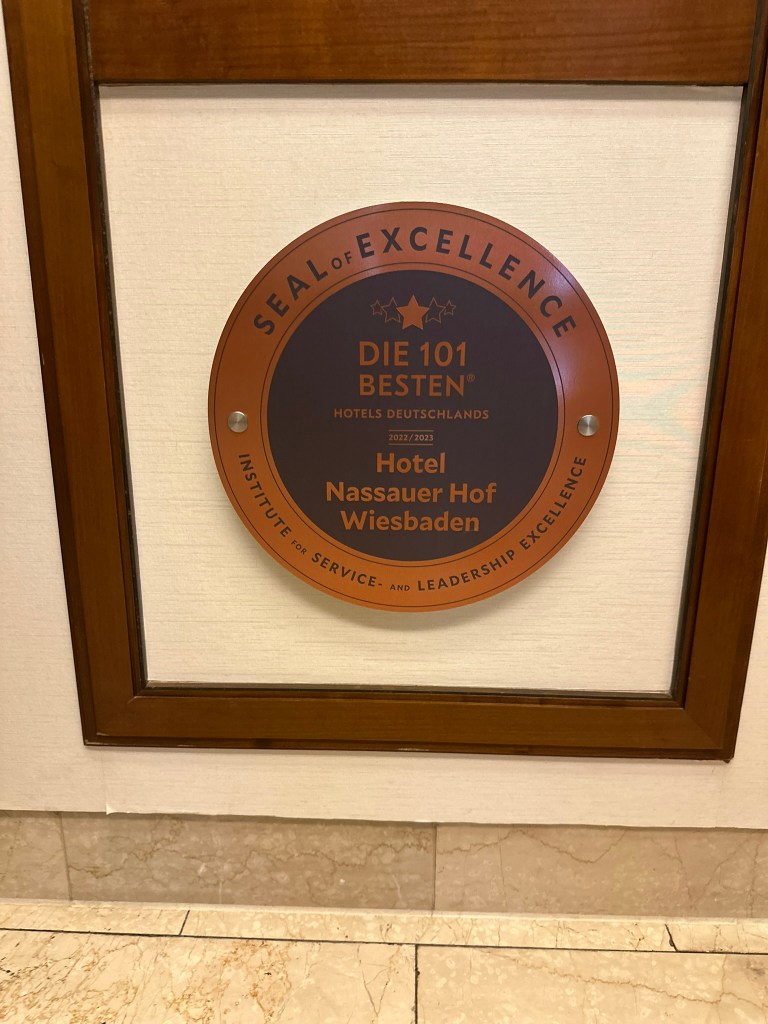 SEAL OF EXCELLENCE
DIE 101
BESTEN®
HOTELS DEUTSCHLANDS
2022/2023
Hotel
Nassauer Hof
Wiesbaden
INSTITUTE FOR SERVICE- AND LEADERSHIP EXCELLENCE